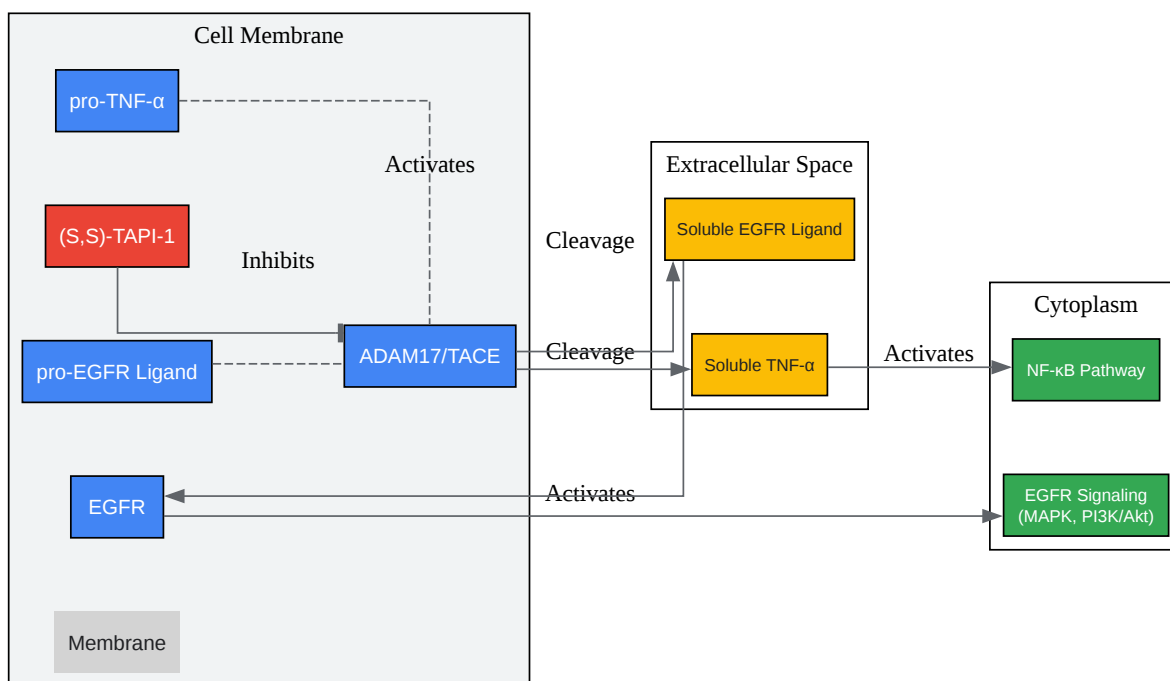 Cell Membrane
pro-TNF-α
Activates
(S,S)-TAPI-1
Inhibits
pro-EGFR Ligand
ADAM17/TACE
EGFR
Membrane
Cleavage
Cleavage
Activates
Extracellular Space
Soluble EGFR Ligand
Soluble TNF-α
Activates
Cytoplasm
NF-κB Pathway
EGFR Signaling
(MAPK, PI3K/Akt)